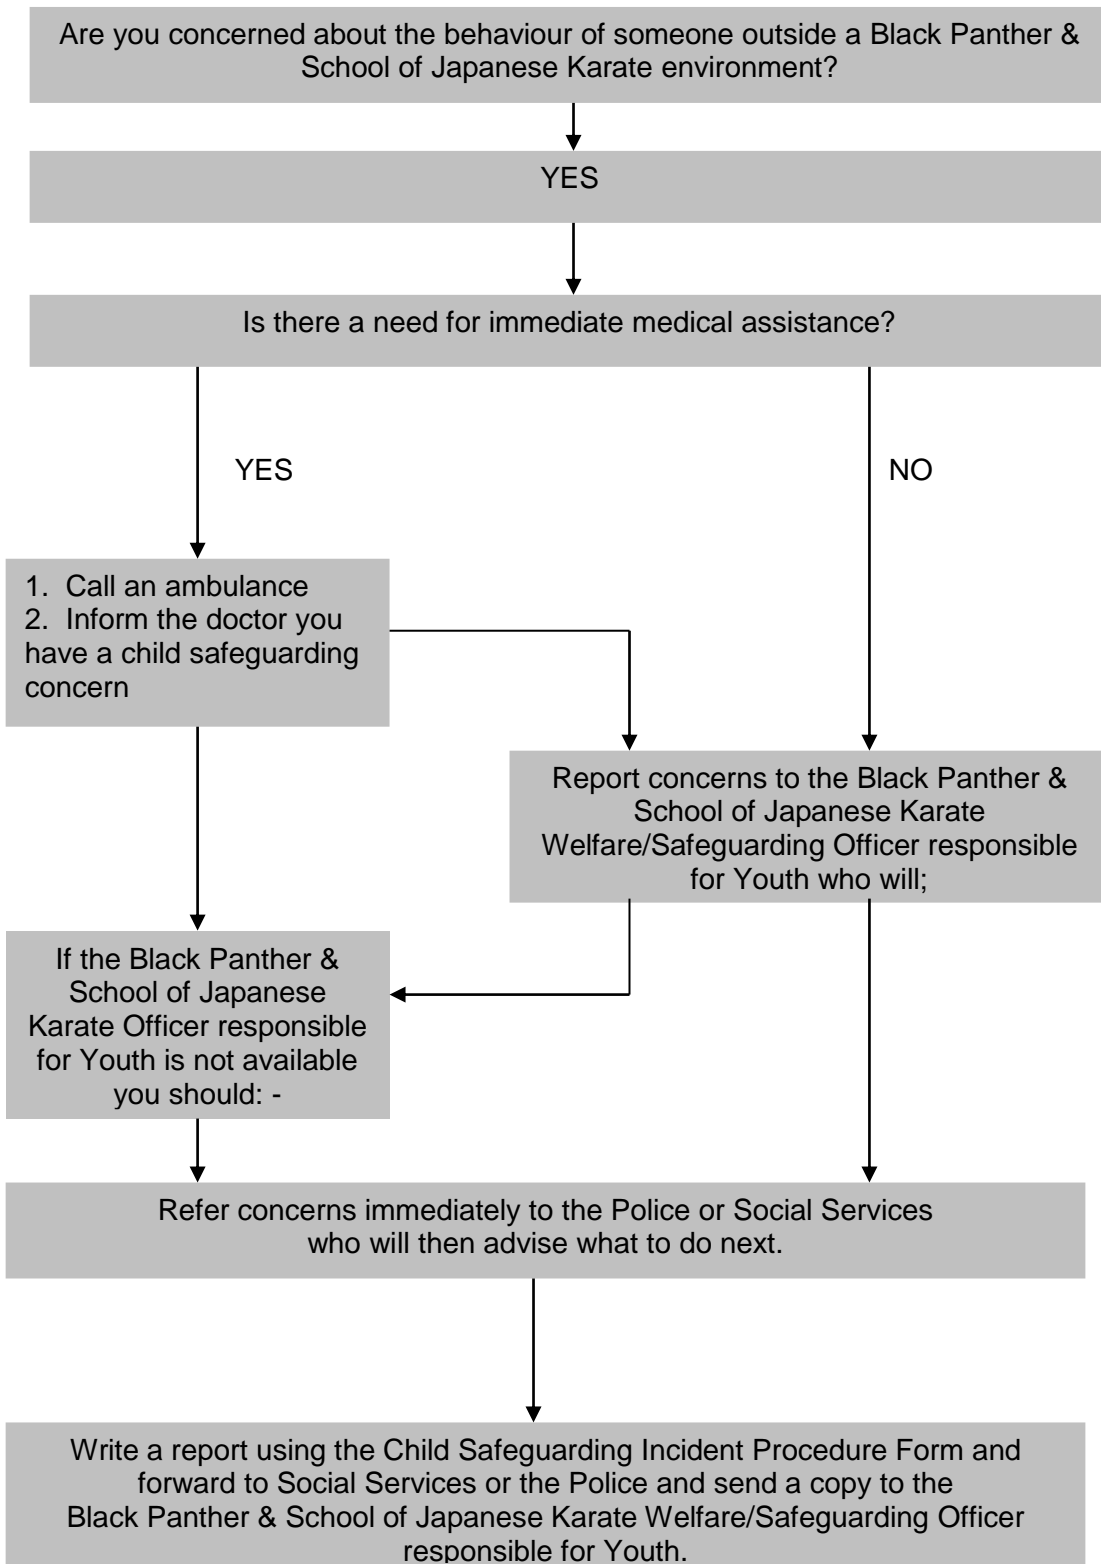 Are you concerned about the behaviour of someone outside a Black Panther &
School of Japanese Karate environment?
YES
Is there a need for immediate medical assistance?
YES
NO
1. Call an ambulance
2. Inform the doctor you
have a child safeguarding
concern
Report concerns to the Black Panther &
School of Japanese Karate
Welfare/Safeguarding Officer responsible
for Youth who will;
If the Black Panther &
School of Japanese
Karate Officer responsible
for Youth is not available
you should: -
Refer concerns immediately to the Police or Social Services
who will then advise what to do next.
Write a report using the Child Safeguarding Incident Procedure Form and
forward to Social Services or the Police and send a copy to the
Black Panther & School of Japanese Karate Welfare/Safeguarding Officer
responsible for Youth.